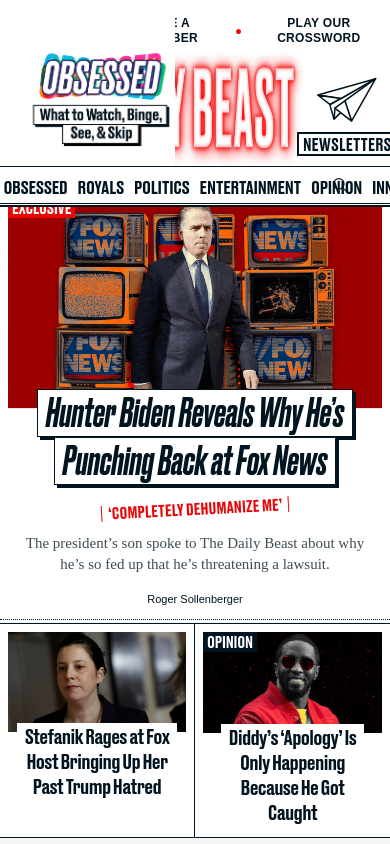 E A
BER
PLAY OUR
CROSSWORD
OBSESSED
What to Watch, Binge,
See, & Skip
Y BEAST
NEWSLETTERS
OBSESSED ROYALS POLITICS ENTERTAINMENT OPINION INN
EXCLUSIVE
FOX NEWS
FOX NEWS
NEWS
FOX NEWS
FOX NEWS
Hunter Biden Reveals Why He's
Punching Back at Fox News
| 'COMPLETELY DEHUMANIZE ME' |
The president's son spoke to The Daily Beast about why
he's so fed up that he's threatening a lawsuit.
Roger Sollenberger
Stefanik Rages at Fox
Host Bringing Up Her
Past Trump Hatred
OPINION
Diddy's 'Apology' Is
Only Happening
Because He Got
Caught